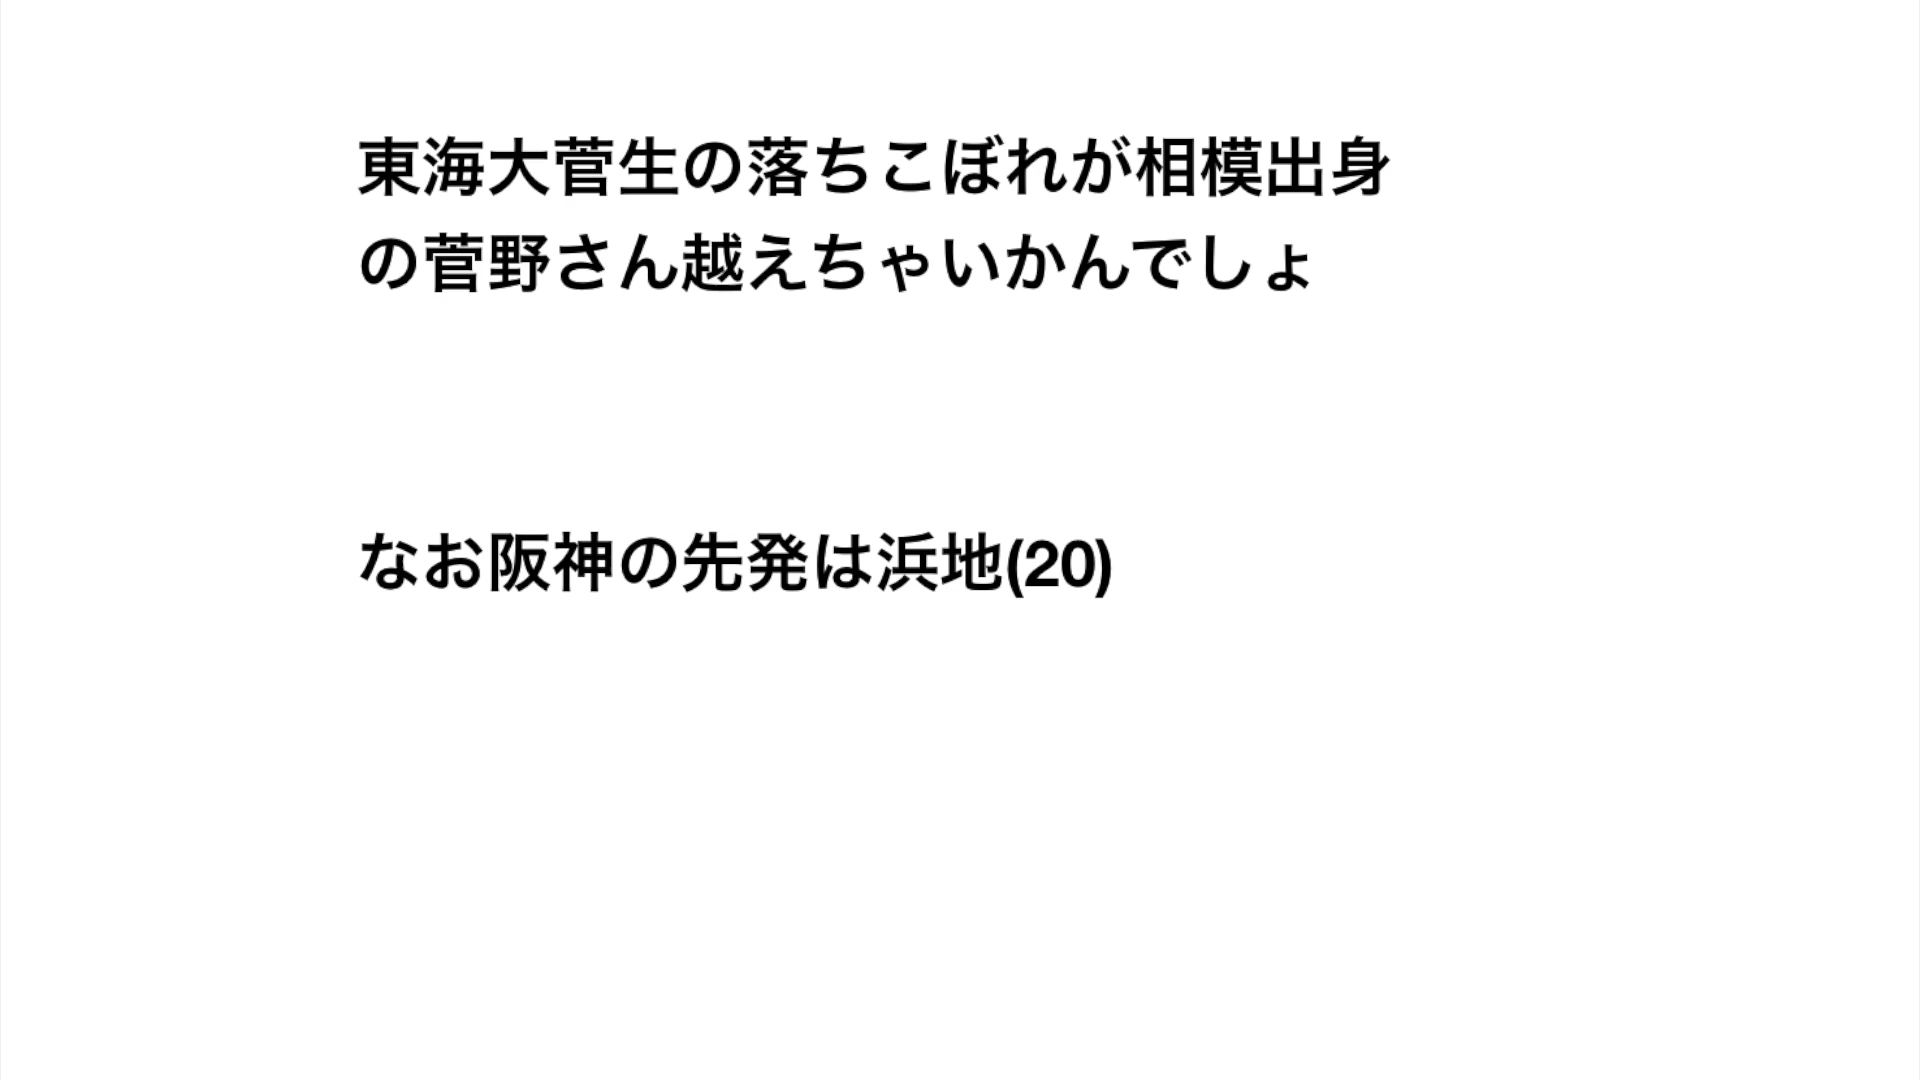 東海大菅生の落ちこぼれが相模出身
の菅野さん越えちゃいかんでしょ
なお阪神の先発は浜地(20)